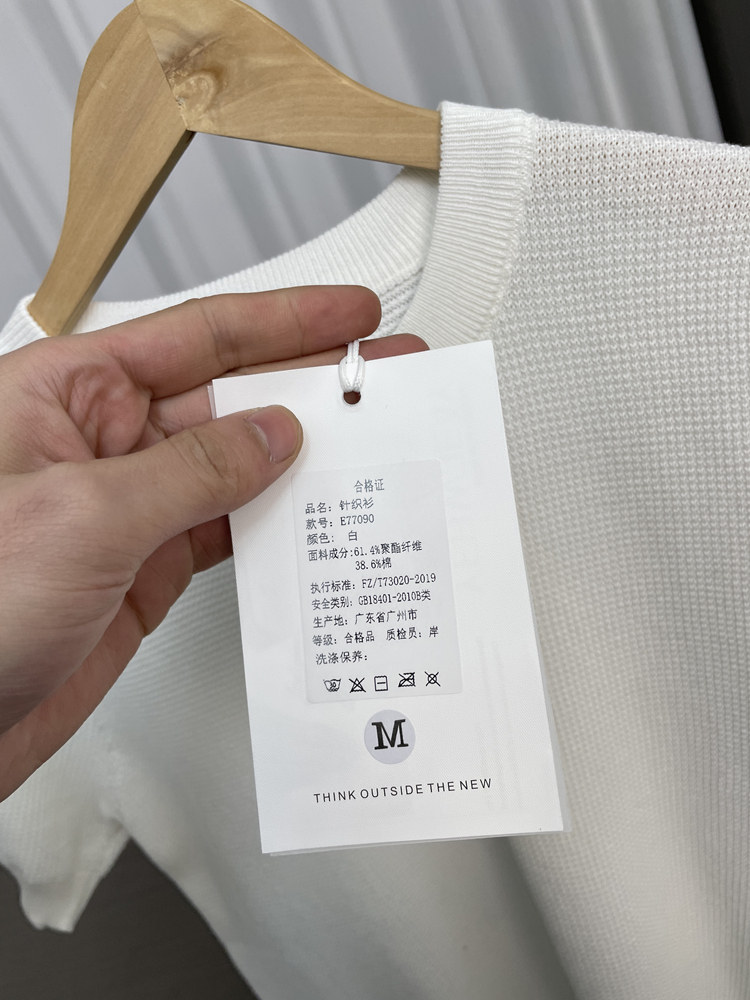 合格证
品名：针织衫
款号：E77090
颜色： 白
面料成分：61.4%聚酯纤维
38.6%棉
执行标准：FZ/T73020-2019
安全类别：GB18401-2010B类
生产地：广东省广州市
等级：合格品 质检员：岸
洗涤保养：
M
THINK OUTSIDE THE NEW